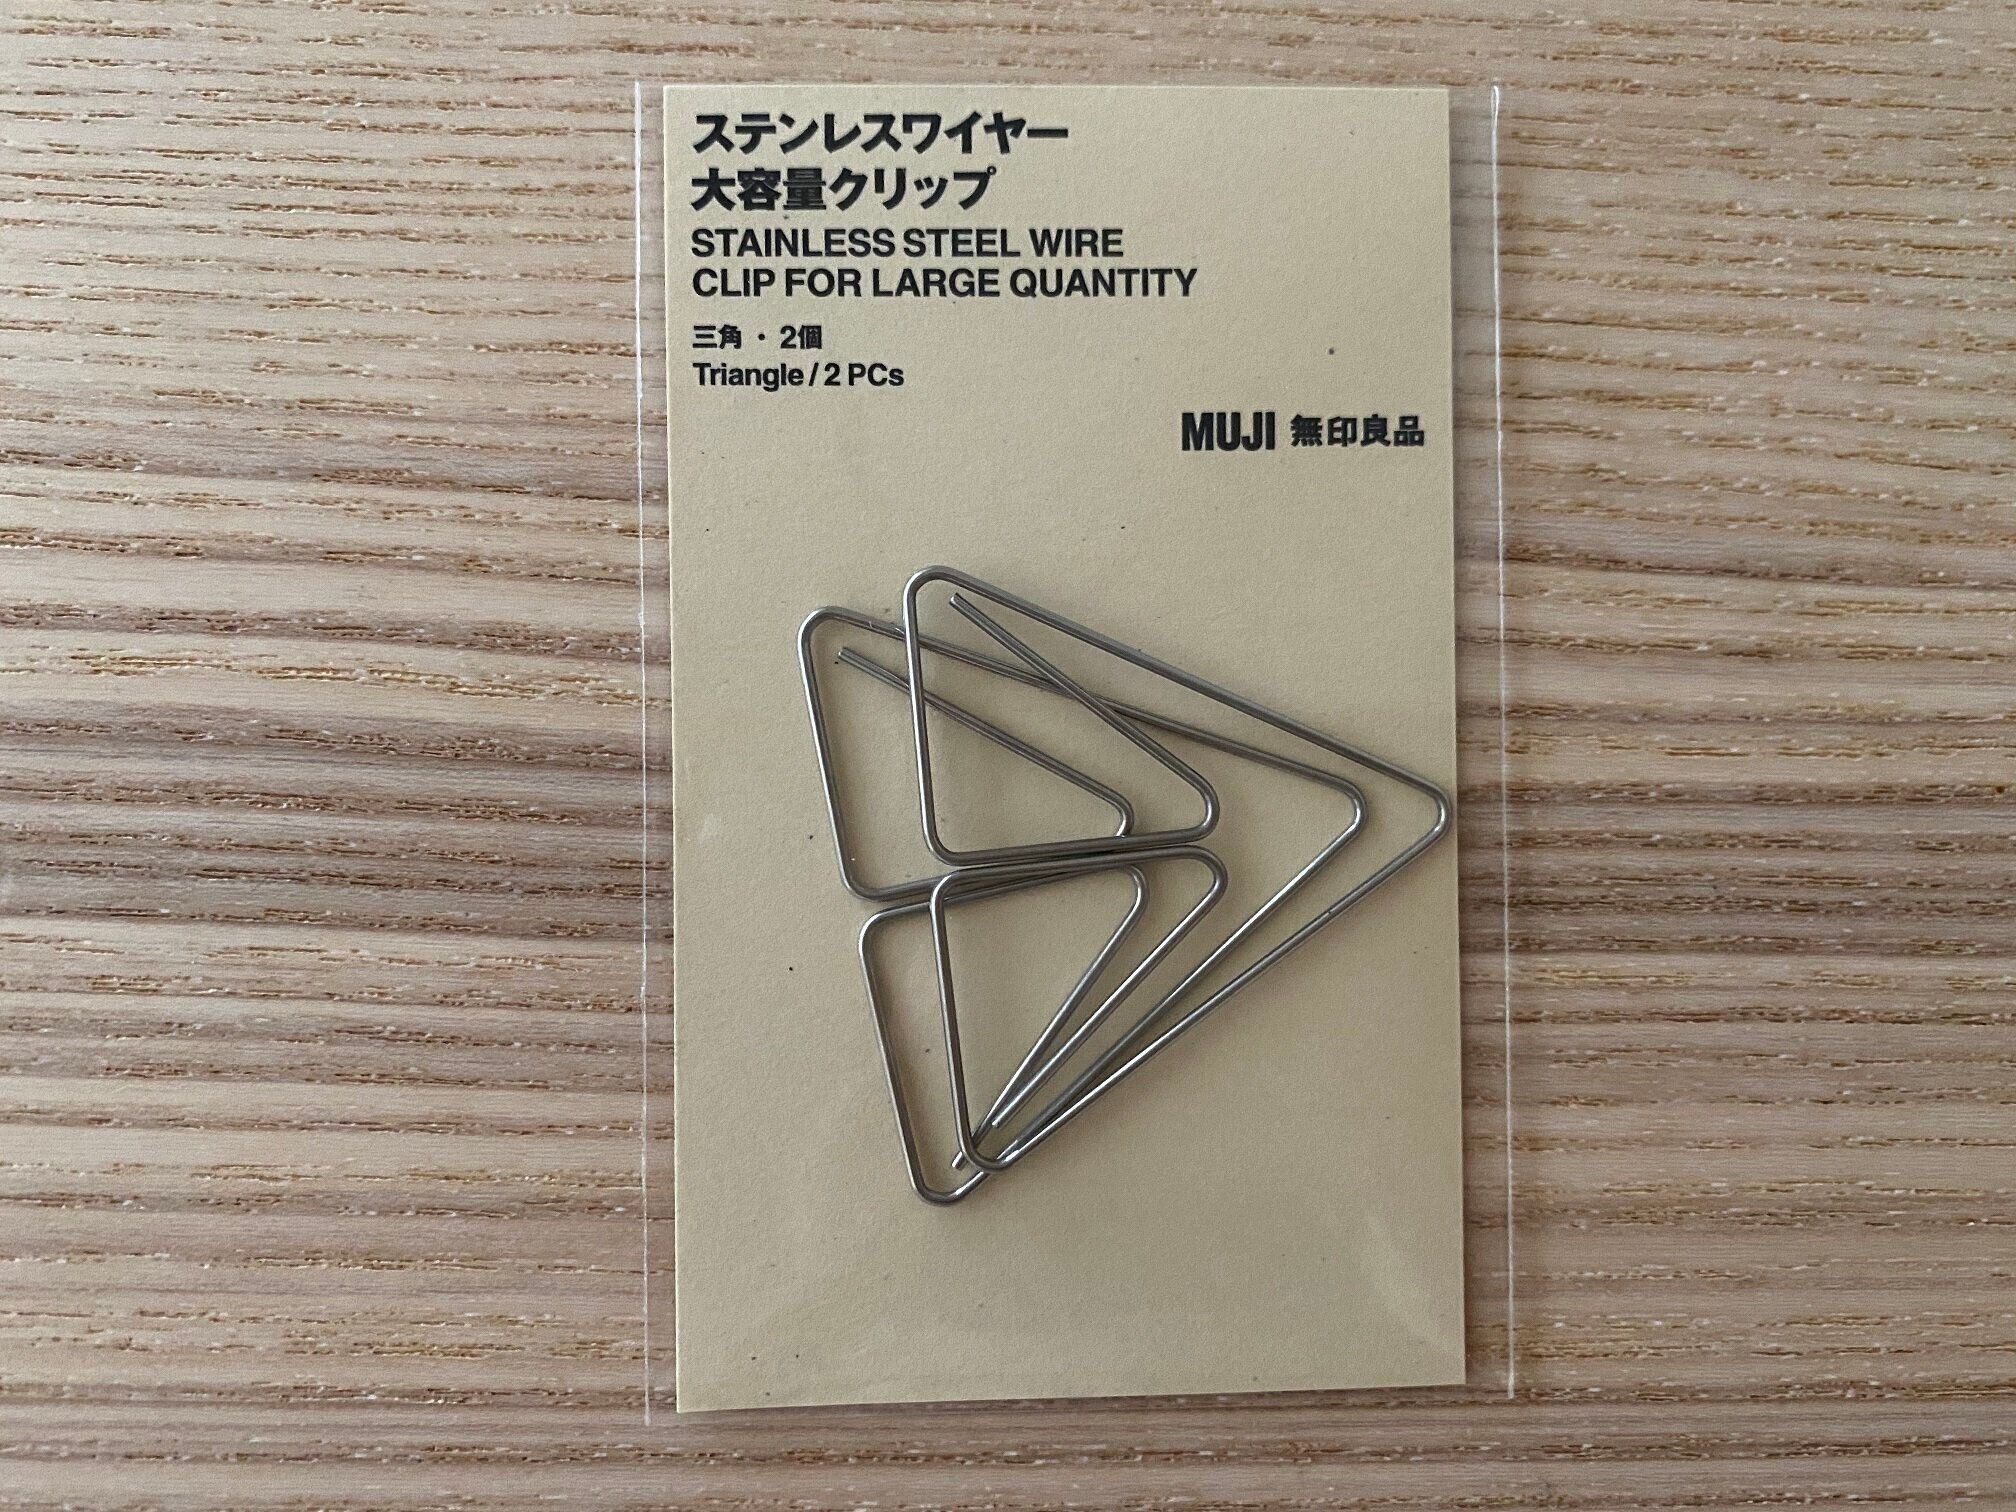 ステンレスワイヤー
大容量クリップ
STAINLESS STEEL WIRE
CLIP FOR LARGE QUANTITY
三角・2個
Triangle / 2 PCs
MUJI 無印良品